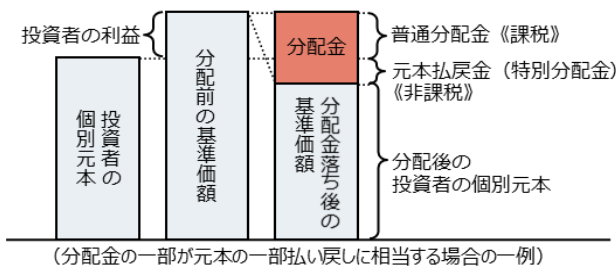 投資者の利益
投資者の
個別元本
分配前の基準価額
分配金
分配金落ち後の
基準価額
普通分配金《課税》
元本払戻金（特別分配金）
《非課税》
分配後の
投資者の個別元本
（分配金の一部が元本の一部払い戻しに相当する場合の一例）